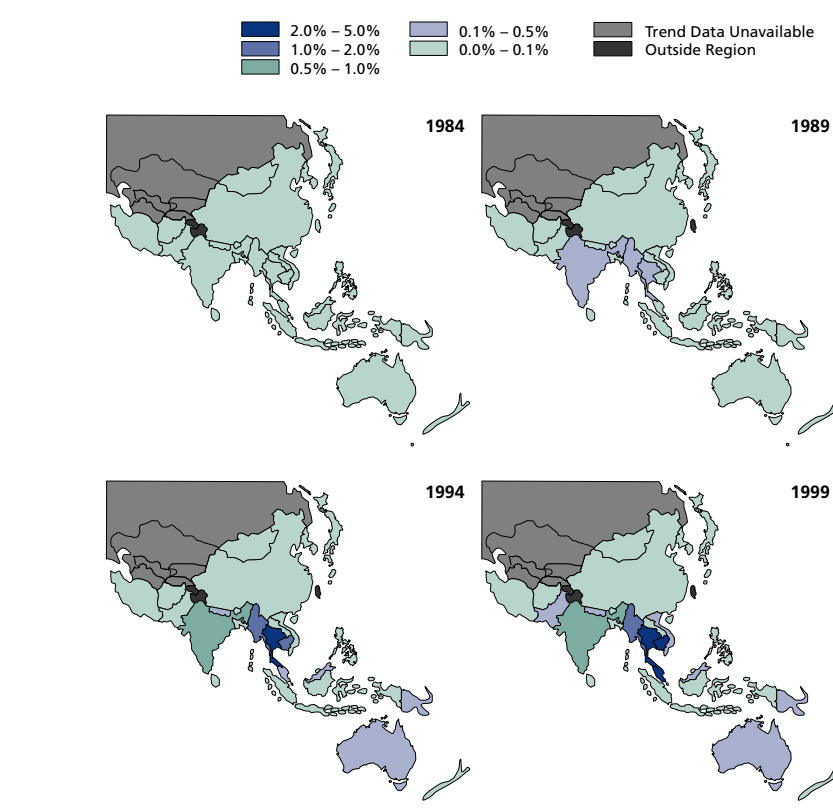 2.0% – 5.0%
1.0% – 2.0%
0.5% – 1.0%
0.1% – 0.5%
0.0% – 0.1%
Trend Data Unavailable
Outside Region
1984
1989
1994
1999